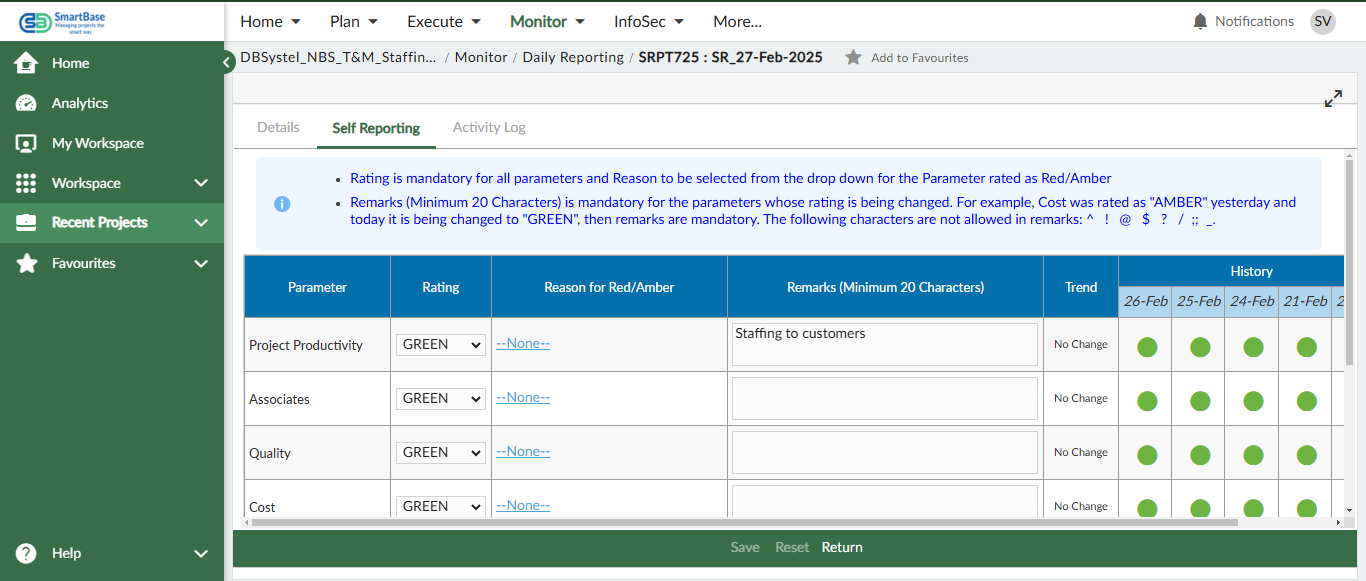 SmartBase
Managing projects the
smart way
Home Plan Execute Monitor InfoSec More...
Notifications SV
Home
Analytics
My Workspace
Workspace
Recent Projects
Favourites
Help
DBSystel_NBS_T&M_Staffin... / Monitor / Daily Reporting / SRPT725 : SR_27-Feb-2025 Add to Favourites
Details Self Reporting Activity Log
• Rating is mandatory for all parameters and Reason to be selected from the drop down for the Parameter rated as Red/Amber
• Remarks (Minimum 20 Characters) is mandatory for the parameters whose rating is being changed. For example, Cost was rated as "AMBER" yesterday and
today it is being changed to "GREEN", then remarks are mandatory. The following characters are not allowed in remarks: ^ ! @ $ ? / ;; _.
Parameter Rating Reason for Red/Amber Remarks (Minimum 20 Characters) Trend History
26-Feb 25-Feb 24-Feb 21-Feb 2
Project Productivity GREEN --None-- Staffing to customers No Change
Associates GREEN --None-- No Change
Quality GREEN --None-- No Change
Cost GREEN --None-- No Change
Save Reset Return